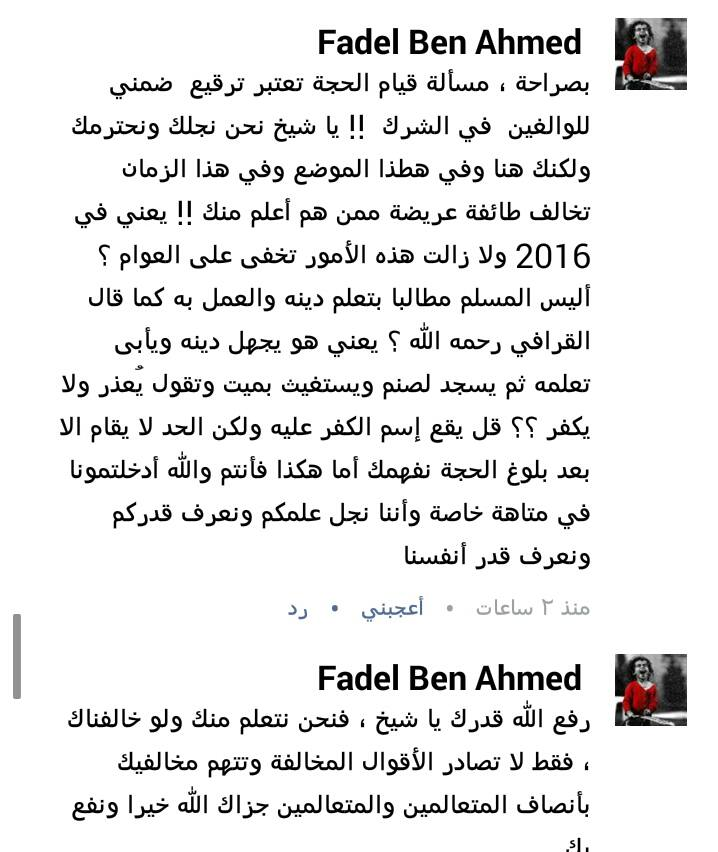 Fadel Ben Ahmed
بصراحة ، مسألة قيام الحجة تعتبر ترقيع ضمني
للوالغين في الشرك !! يا شيخ نحن نجلك ونحترمك
ولكنك هنا وفي هطذا الموضع وفي هذا الزمان
تخالف طائفة عريضة ممن هم أعلم منك !! يعني في
2016 ولا زالت هذه الأمور تخفى على العوام ؟
أليس المسلم مطالبا بتعلم دينه والعمل به كما قال
القرافي رحمه الله ؟ يعني هو يجهل دينه ويأبى
تعلمه ثم يسجد لصنم ويستغيث بميت وتقول يُعذر ولا
يكفر ؟؟ قل يقع إسم الكفر عليه ولكن الحد لا يقام الا
بعد بلوغ الحجة نفهمك أما هكذا فأنتم والله أدخلتمونا
في متاهة خاصة وأننا نجل علمكم ونعرف قدركم
ونعرف قدر أنفسنا
منذ ٢ ساعات • أعجبني • رد
Fadel Ben Ahmed
رفع الله قدرك يا شيخ ، فنحن نتعلم منك ولو خالفناك
، فقط لا تصادر الأقوال المخالفة وتتهم مخالفيك
بأنصاف المتعالمين والمتعالمين جزاك الله خيرا ونفع
بك